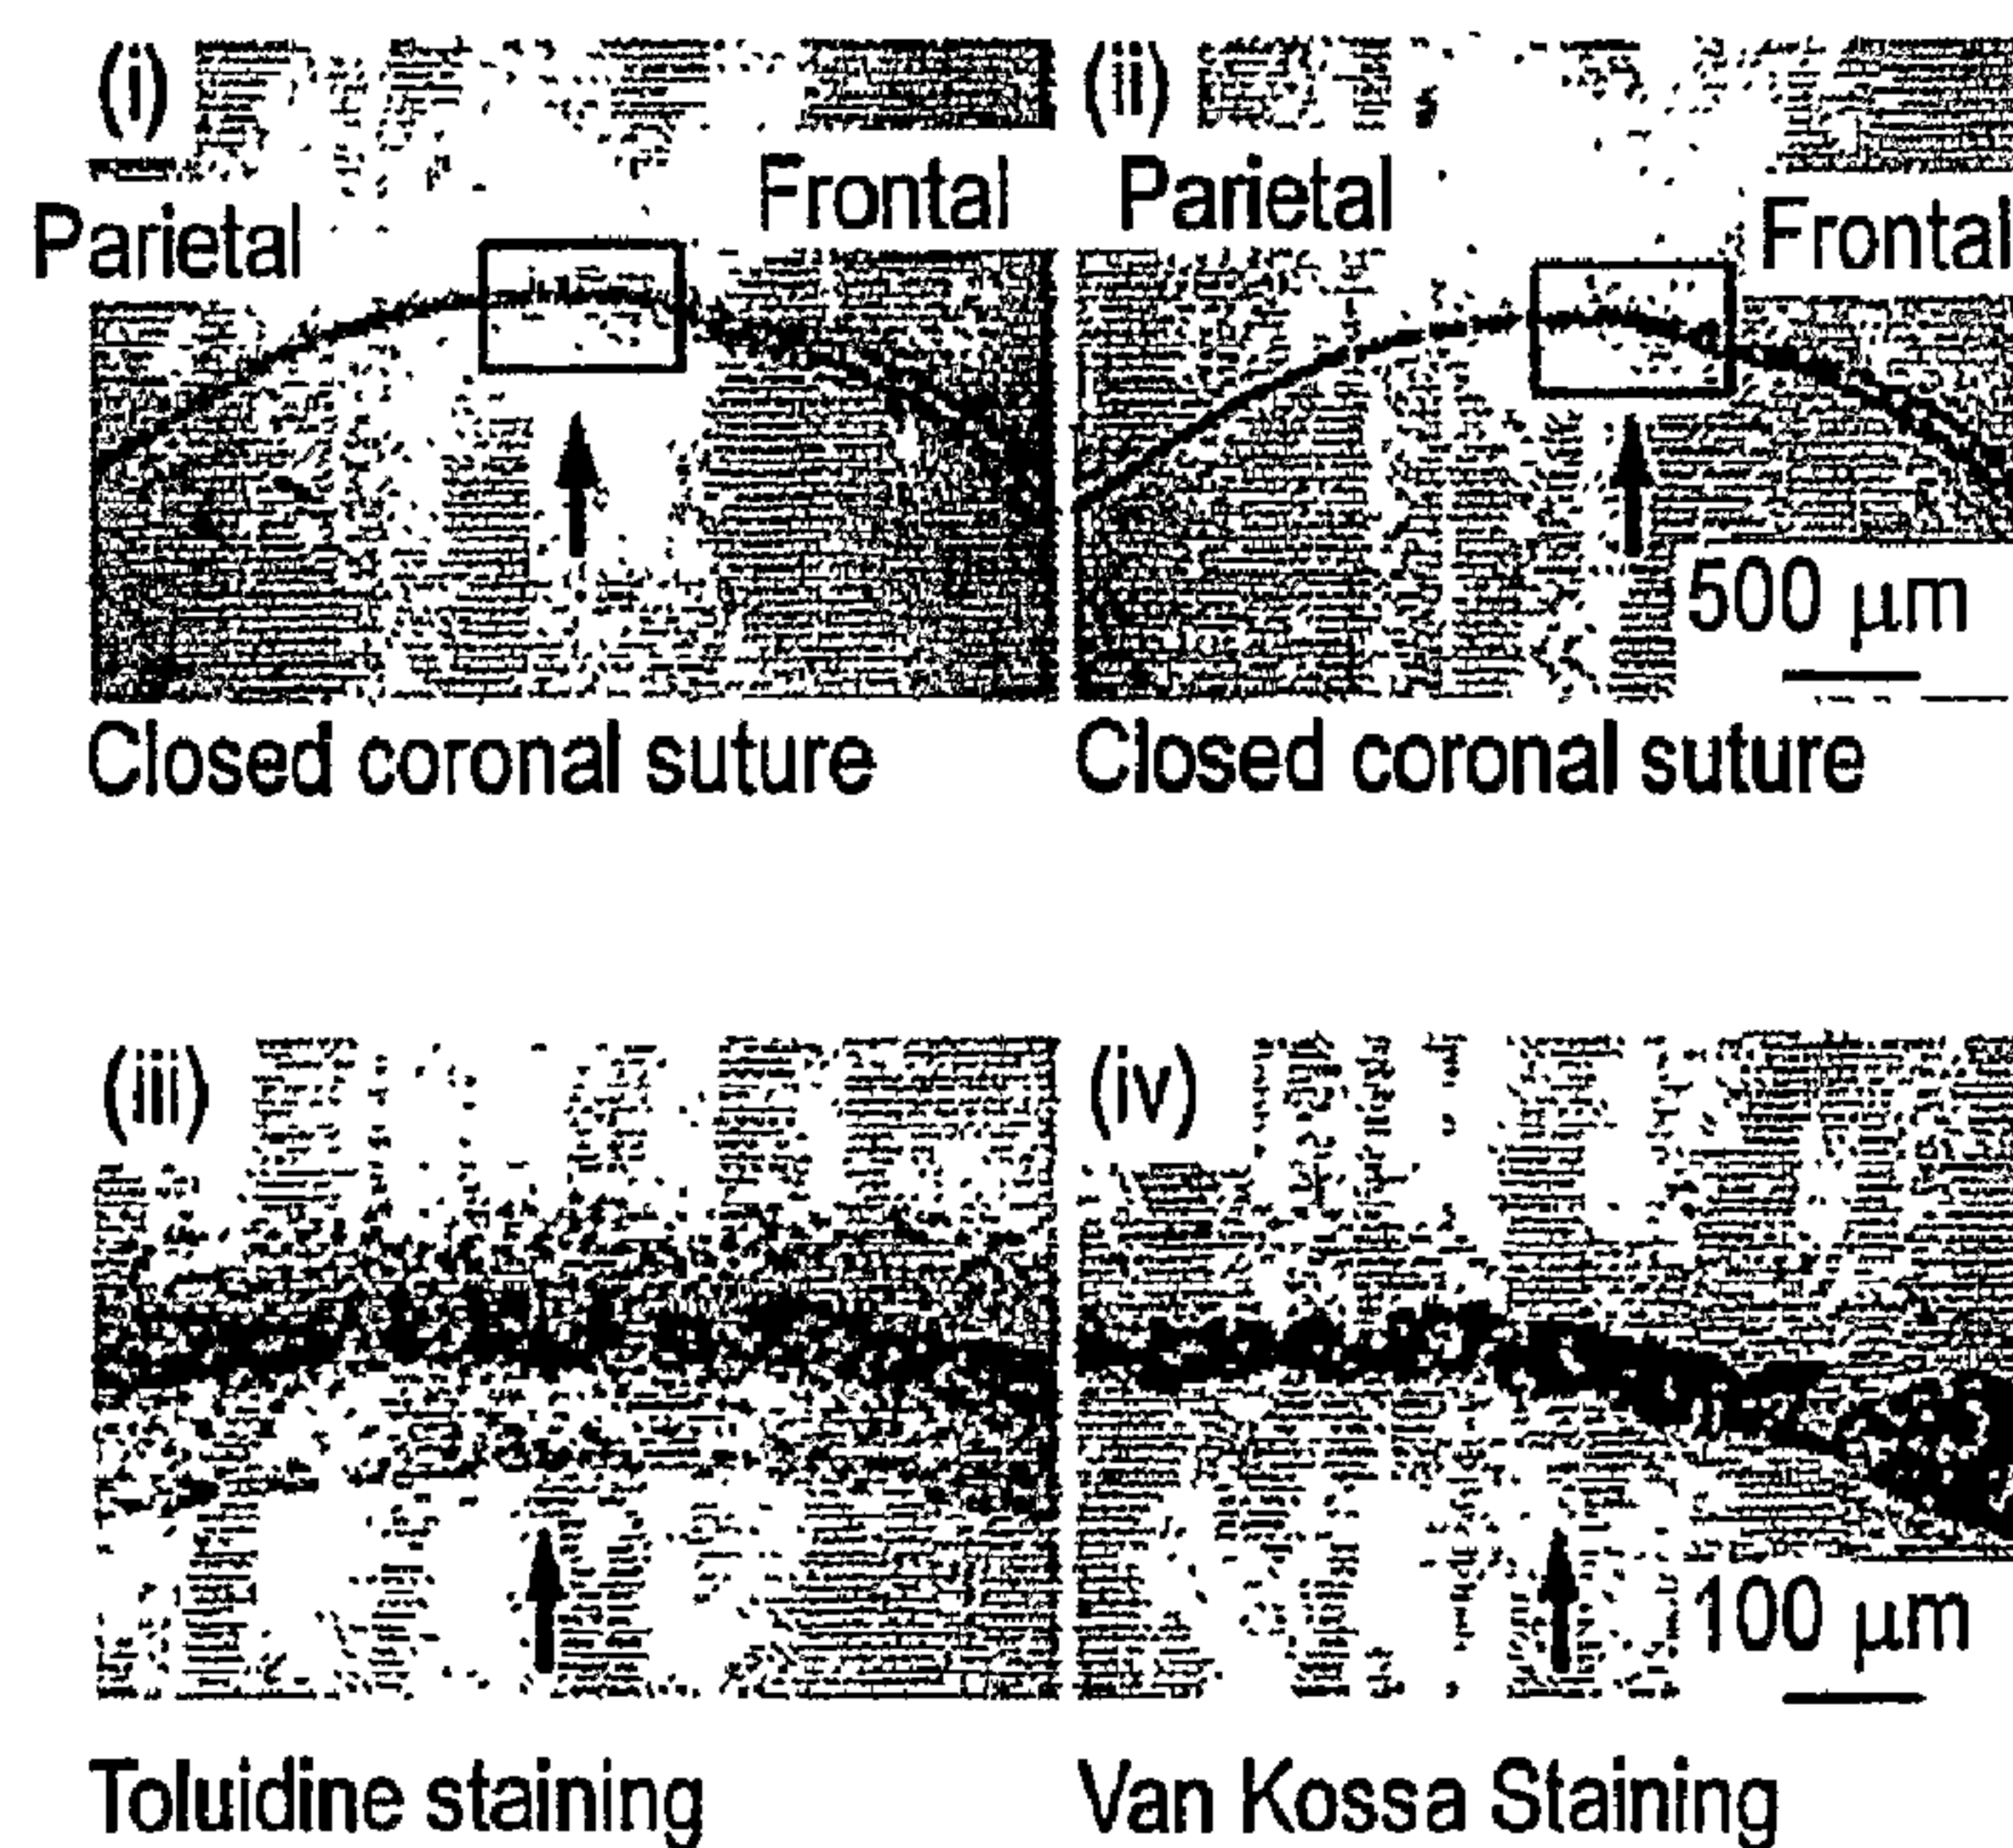 (i)
(ii)
Frontal
Parietal
Parietal
Frontal
500 μm
Closed coronal suture
Closed coronal suture
(iii)
(iv)
100 μm
Toluidine staining
Van Kossa Staining